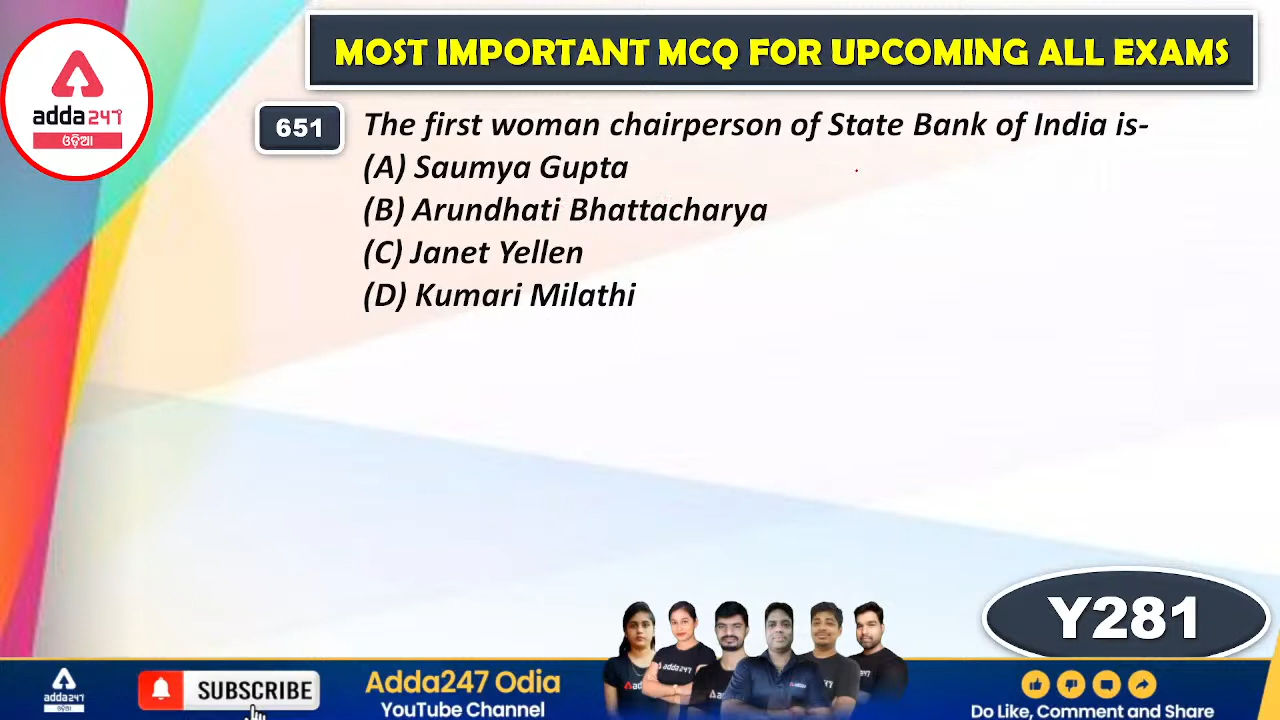 MOST IMPORTANT MCQ FOR UPCOMING ALL EXAMS
adda247
ଓଡ଼ିଆ
651
The first woman chairperson of State Bank of India is-
(A) Saumya Gupta
(B) Arundhati Bhattacharya
(C) Janet Yellen
(D) Kumari Milathi
Y281
adda247
ଓଡ଼ିଆ
SUBSCRIBE
Adda247 Odia
YouTube Channel
adda247
Do Like, Comment and Share